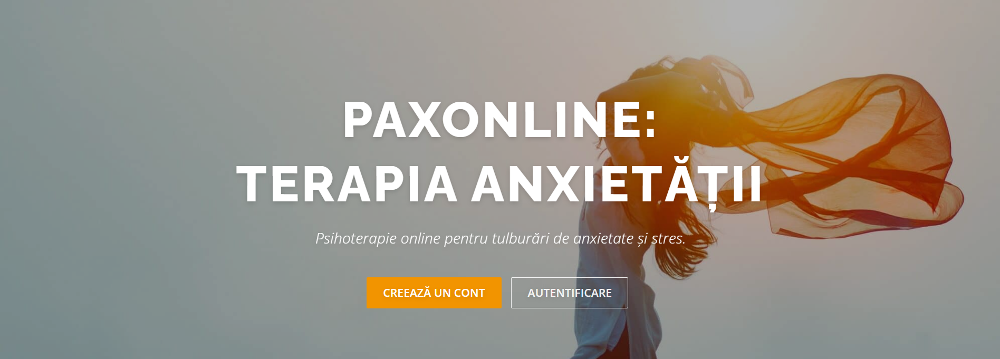 PAXONLINE:
TERAPIA ANXIETĂȚII
Psihoterapie online pentru tulburări de anxietate și stres.
CREEAZĂ UN CONT
AUTENTIFICARE